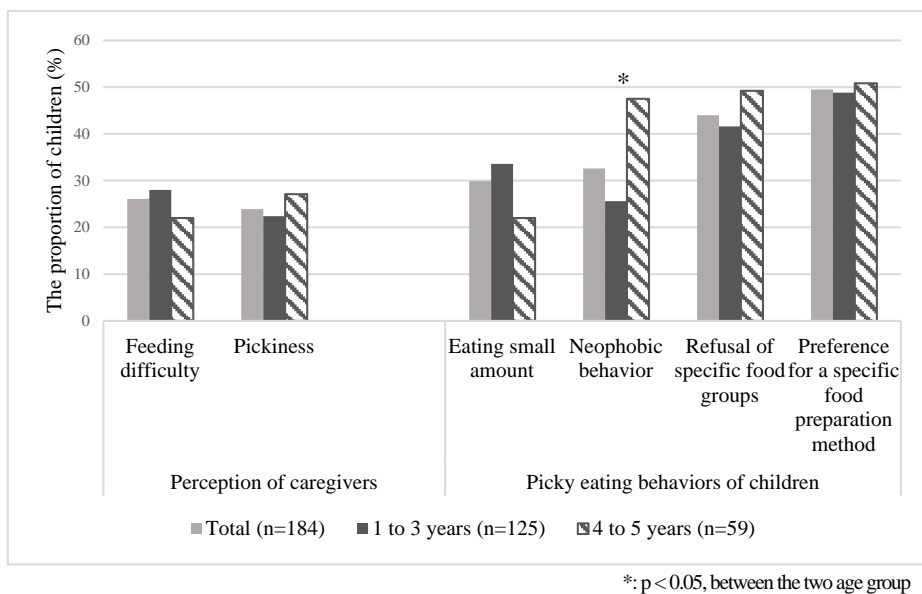 The proportion of children (%)
60
50
40
30
20
10
0
*
Feeding difficulty
Pickiness
Eating small amount
Neophobic behavior
Refusal of specific food groups
Preference for a specific food preparation method
Perception of caregivers
Picky eating behaviors of children
Total (n=184)
1 to 3 years (n=125)
4 to 5 years (n=59)
*: p < 0.05, between the two age group